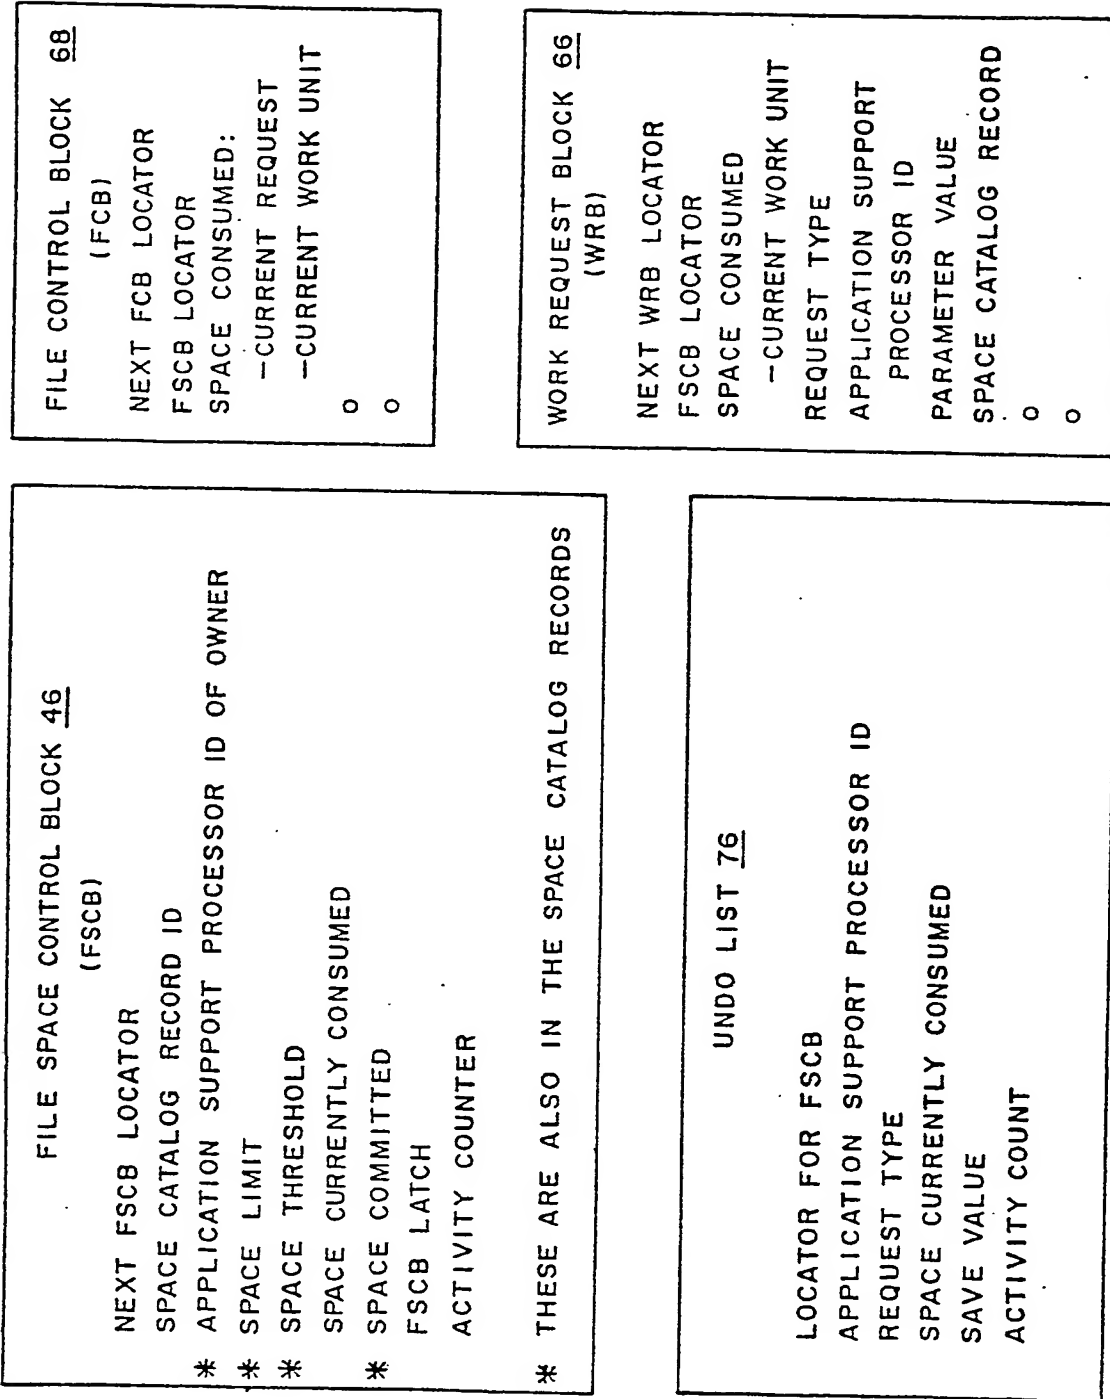 FILE SPACE CONTROL BLOCK 46
(FSCB)
NEXT FSCB LOCATOR
SPACE CATALOG RECORD ID
* APPLICATION SUPPORT PROCESSOR ID OF OWNER
* SPACE LIMIT
* SPACE THRESHOLD
SPACE CURRENTLY CONSUMED
* SPACE COMMITTED
FSCB LATCH
ACTIVITY COUNTER
* THESE ARE ALSO IN THE SPACE CATALOG RECORDS
FILE CONTROL BLOCK 68
(FCB)
NEXT FCB LOCATOR
FSCB LOCATOR
SPACE CONSUMED:
-CURRENT REQUEST
-CURRENT WORK UNIT
o
o
UNDO LIST 76
LOCATOR FOR FSCB
APPLICATION SUPPORT PROCESSOR ID
REQUEST TYPE
SPACE CURRENTLY CONSUMED
SAVE VALUE
ACTIVITY COUNT
WORK REQUEST BLOCK 66
(WRB)
NEXT WRB LOCATOR
FSCB LOCATOR
SPACE CONSUMED
-CURRENT WORK UNIT
REQUEST TYPE
APPLICATION SUPPORT
PROCESSOR ID
PARAMETER VALUE
SPACE CATALOG RECORD
o
o